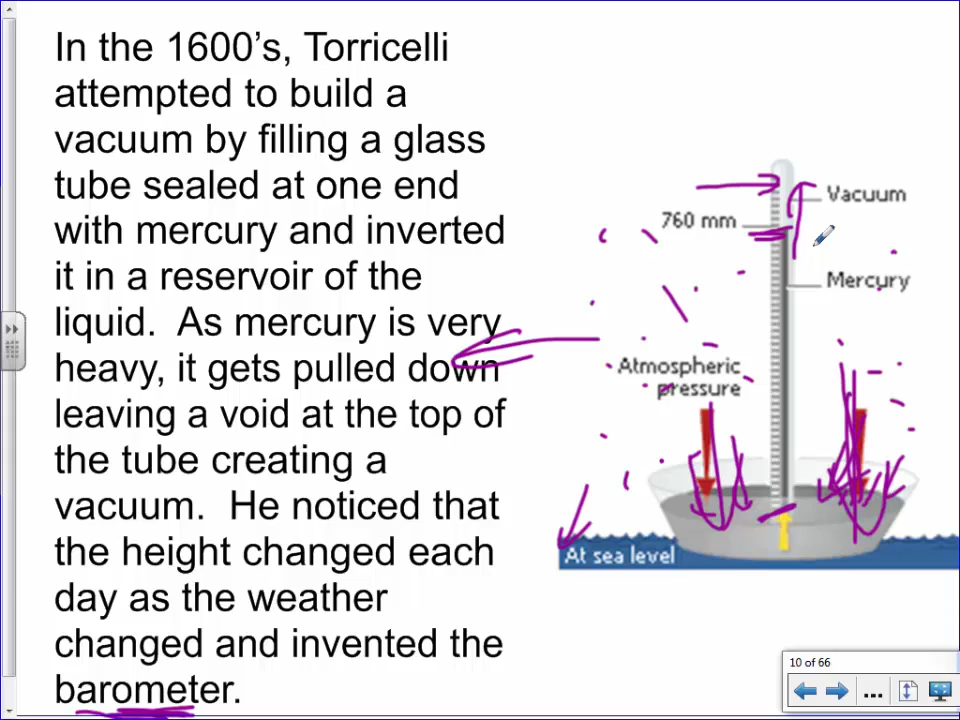 In the 1600's, Torricelli
attempted to build a
vacuum by filling a glass
tube sealed at one end
with mercury and inverted
it in a reservoir of the
liquid.  As mercury is very
heavy, it gets pulled down
leaving a void at the top of
the tube creating a
vacuum.  He noticed that
the height changed each
day as the weather
changed and invented the
barometer.
Vacuum
760 mm
Mercury
Atmospheric
pressure
At sea level
10 of 66
...